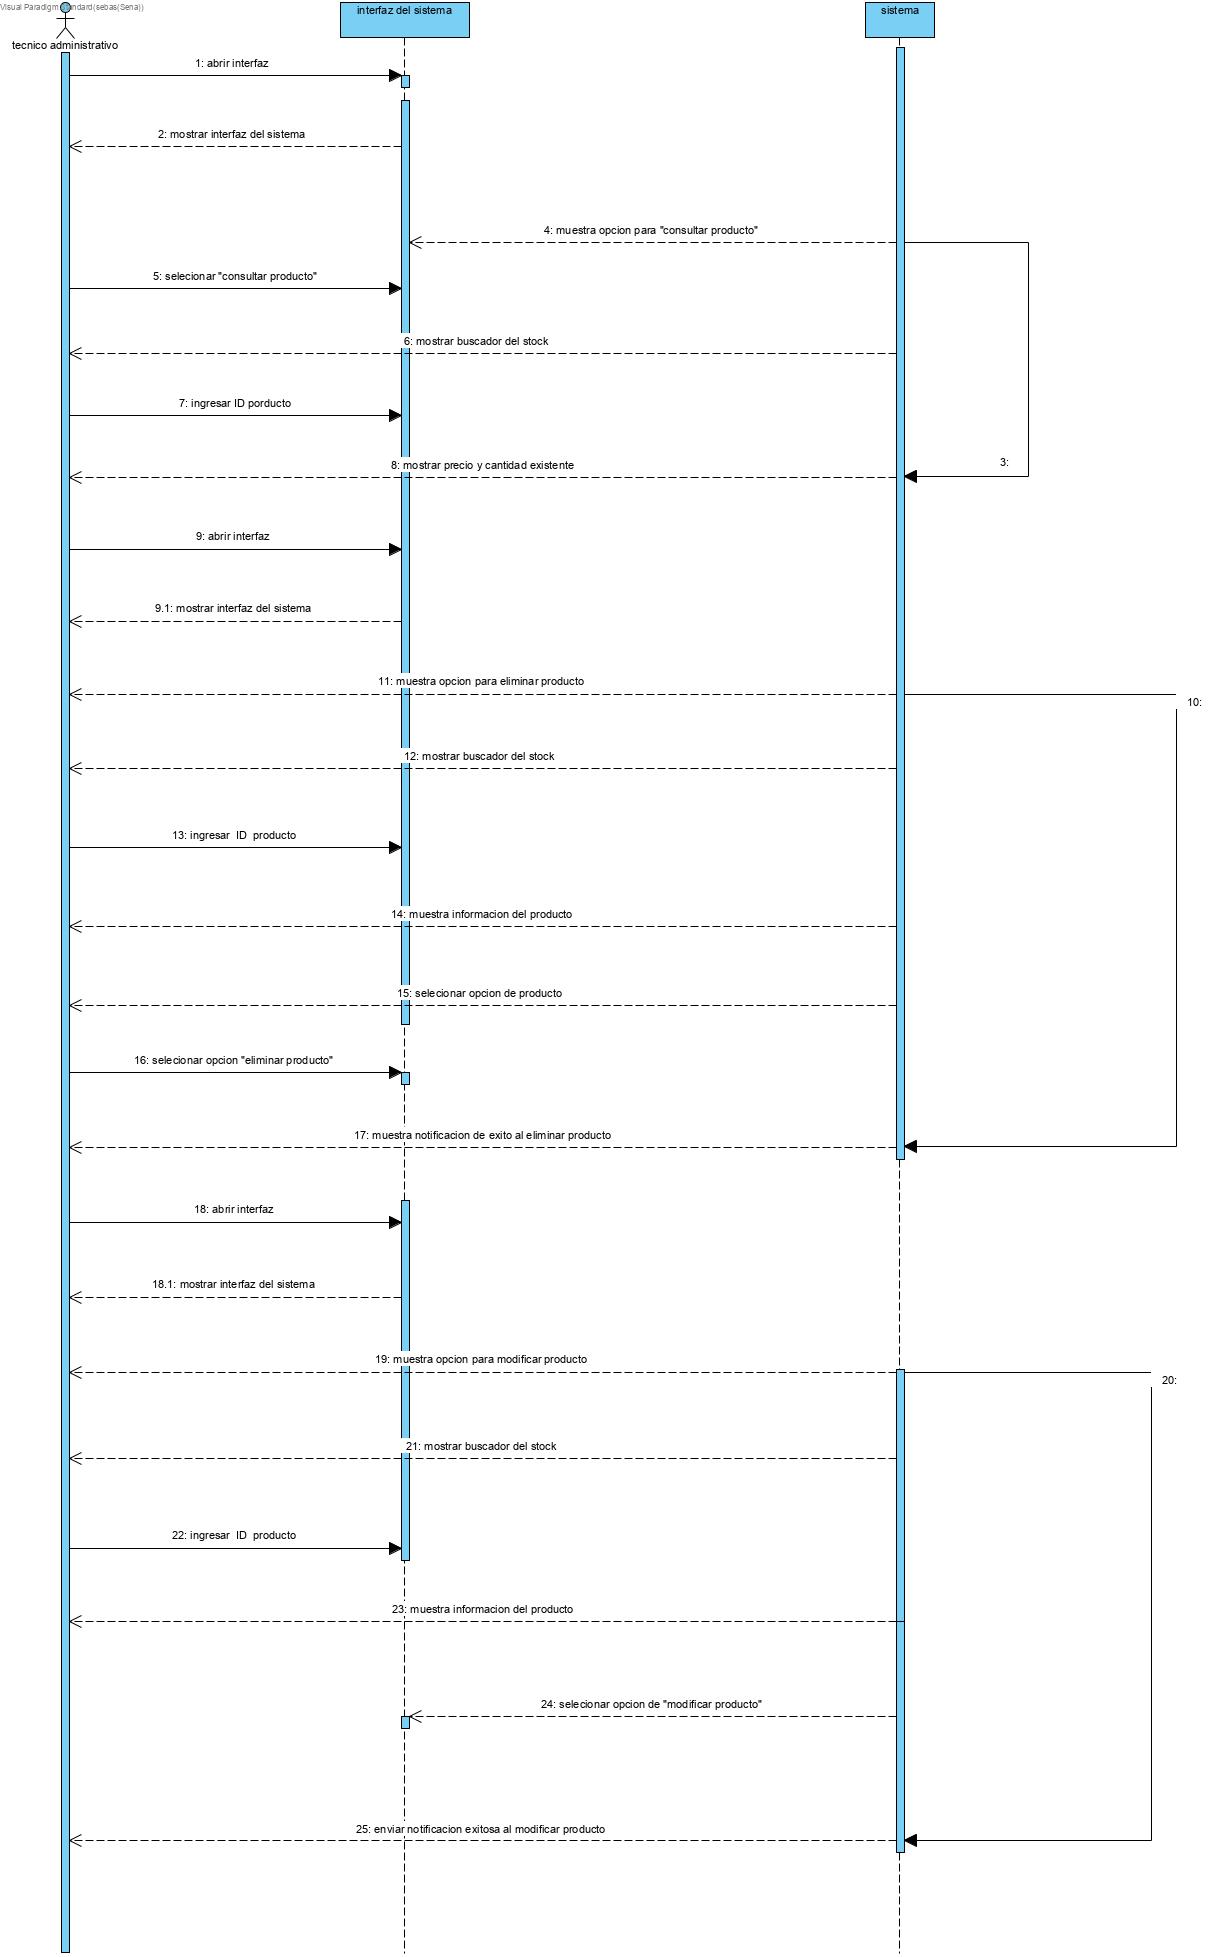 Visual Paradigm Standard(sebas(Sena))
tecnico administrativo
interfaz del sistema
sistema
1: abrir interfaz
2: mostrar interfaz del sistema
4: muestra opcion para "consultar producto"
5: selecionar "consultar producto"
6: mostrar buscador del stock
7: ingresar ID porducto
3:
8: mostrar precio y cantidad existente
9: abrir interfaz
9.1: mostrar interfaz del sistema
11: muestra opcion para eliminar producto
10:
12: mostrar buscador del stock
13: ingresar ID producto
14: muestra informacion del producto
15: selecionar opcion de producto
16: selecionar opcion "eliminar producto"
17: muestra notificacion de exito al eliminar producto
18: abrir interfaz
18.1: mostrar interfaz del sistema
19: muestra opcion para modificar producto
20:
21: mostrar buscador del stock
22: ingresar ID producto
23: muestra informacion del producto
24: selecionar opcion de "modificar producto"
25: enviar notificacion exitosa al modificar producto